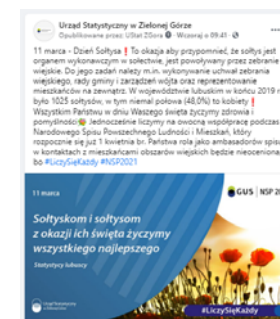 Urząd Statystyczny w Zielonej Górze
Opublikowane przez: UStat ZGora · Wczoraj o 09:41 ·
11 marca - Dzień Sołtysa❗ To okazja aby przypomnieć, że sołtys jest
organem wykonawczym w sołectwie, jest powoływany przez zebranie
wiejskie. Do jego zadań należy m.in. wykonywanie uchwał zebrania
wiejskiego, rady gminy i zarządzeń wójta oraz reprezentowanie
mieszkańców na zewnątrz. W województwie lubuskim w końcu 2019 r.
było 1025 sołtysów, w tym niemal połowa (48,0%) to kobiety❗
Wszystkim Państwu w dniu Waszego święta życzymy zdrowia i
pomyślności Jednocześnie liczymy na owocną współpracę podczas
Narodowego Spisu Powszechnego Ludności i Mieszkań, który
rozpocznie się już 1 kwietnia br. Państwa rola jako ambasadorów spisu
w kontaktach z mieszkańcami obszarów wiejskich będzie nieoceniona
bo #LiczySięKażdy #NSP2021
11 marca
GUS | NSP 20
Sołtyskom i sołtysom
z okazji ich święta życzymy
wszystkiego najlepszego
Statystycy lubuscy
Urząd Statystyczny
#LiczySięKażdy